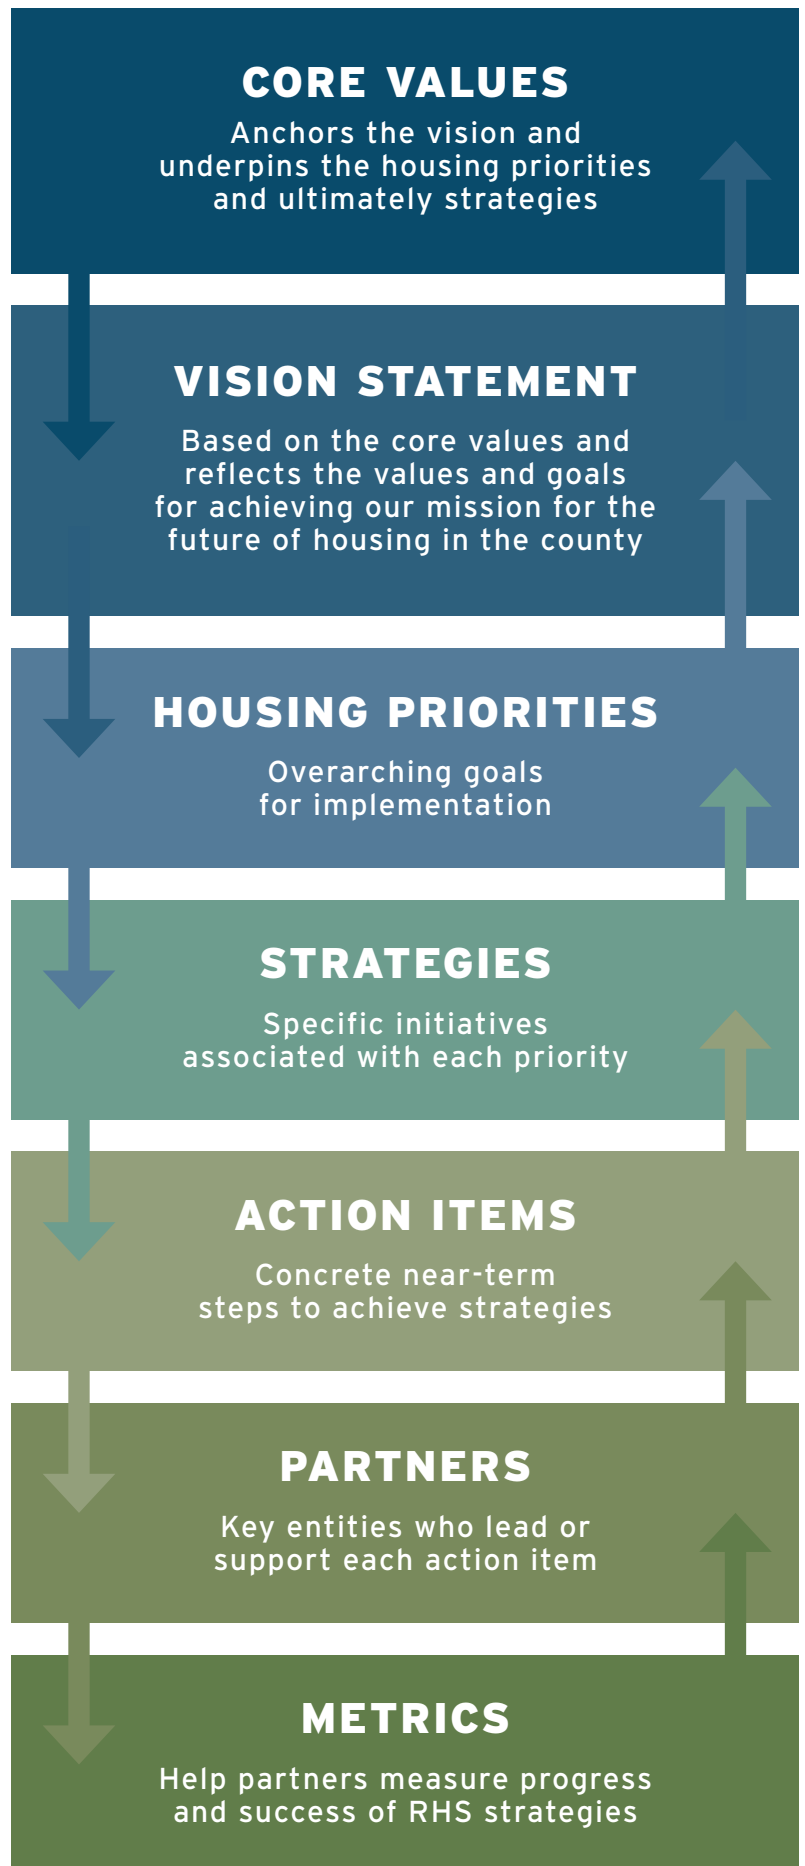 CORE VALUES
Anchors the vision and
underpins the housing priorities
and ultimately strategies
VISION STATEMENT
Based on the core values and
reflects the values and goals
for achieving our mission for the
future of housing in the county
HOUSING PRIORITIES
Overarching goals
for implementation
STRATEGIES
Specific initiatives
associated with each priority
ACTION ITEMS
Concrete near-term
steps to achieve strategies
PARTNERS
Key entities who lead or
support each action item
METRICS
Help partners measure progress
and success of RHS strategies